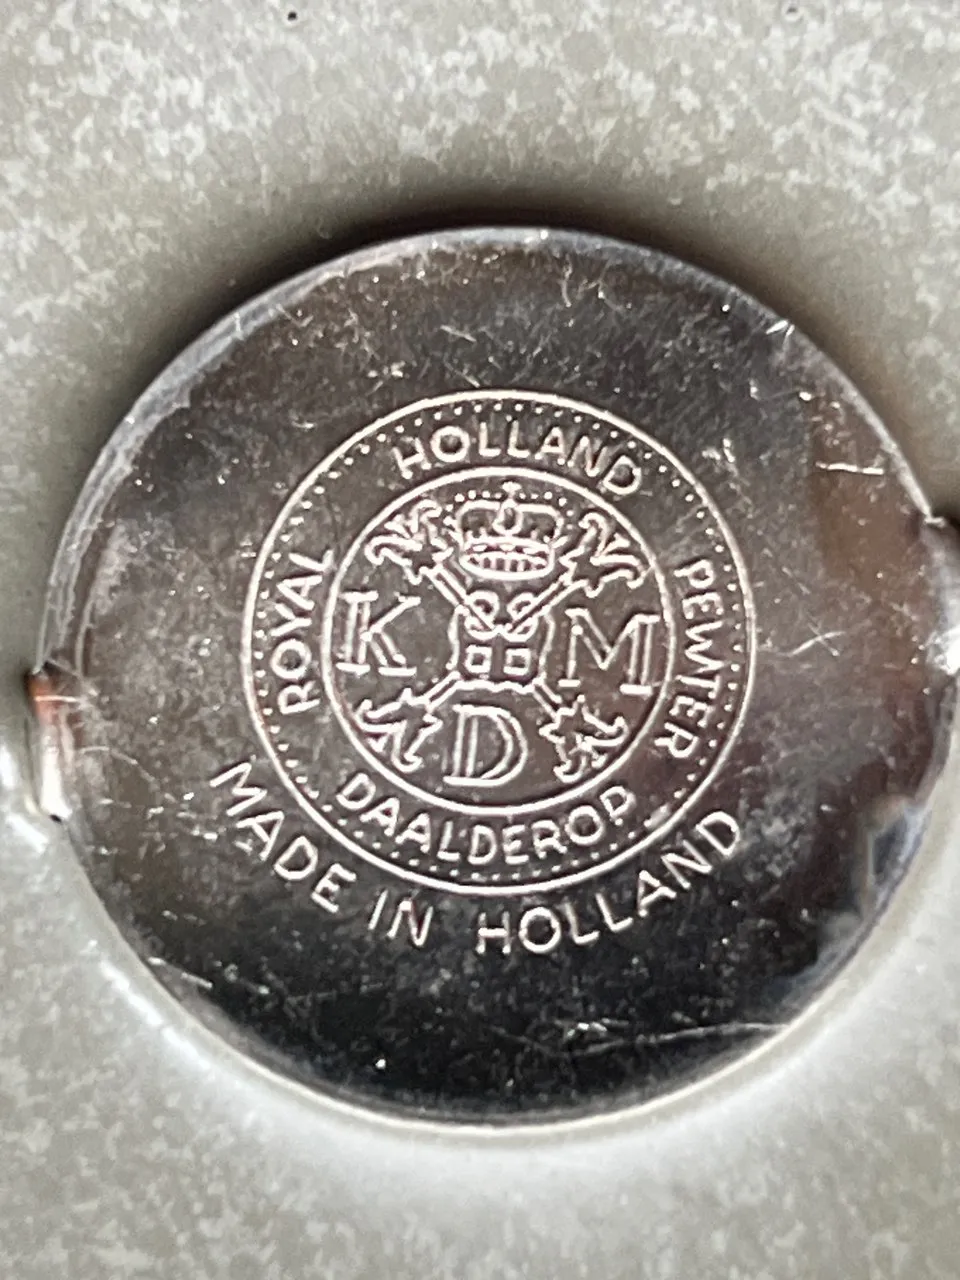 HOLLAND
ROYAL
PEWTER
K M
D
DAALDEROP
MADE IN HOLLAND